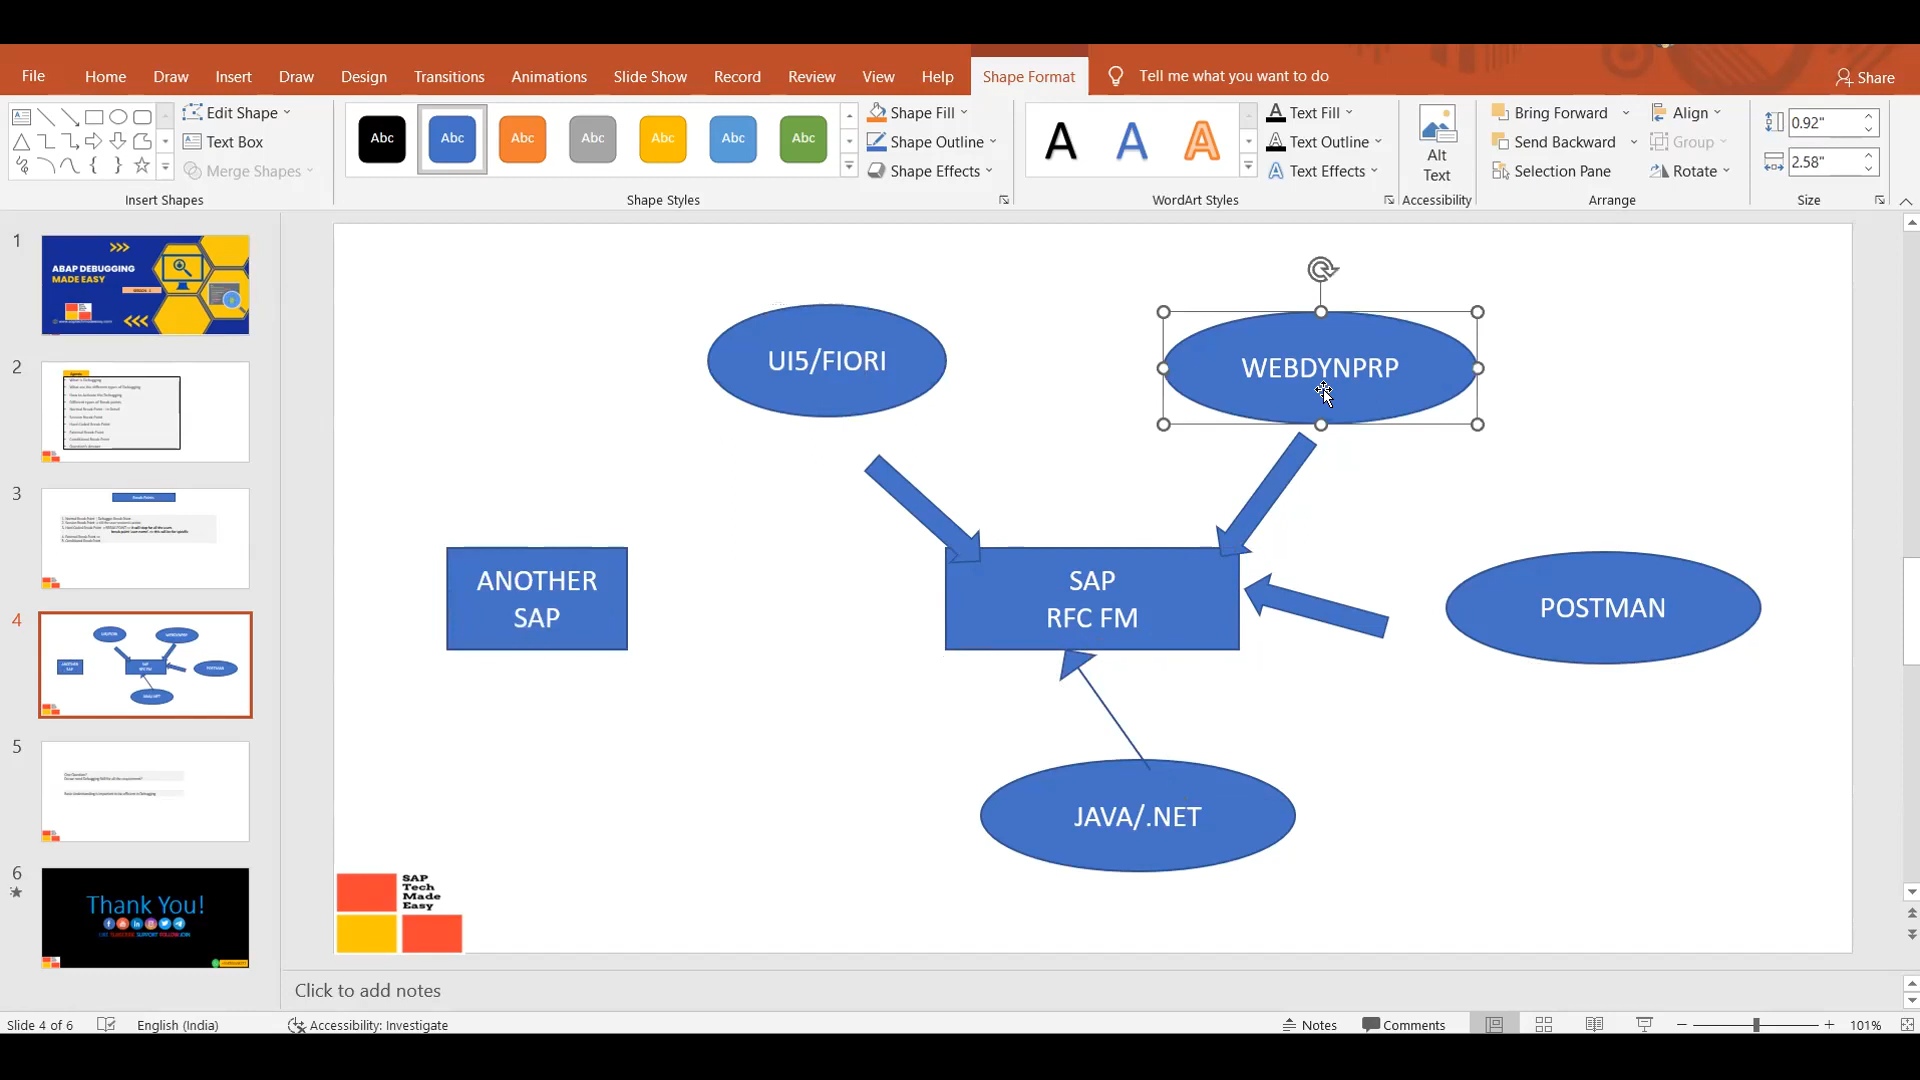 File Home Draw Insert Draw Design Transitions Animations Slide Show Record Review View Help Shape Format Tell me what you want to do Share
Edit Shape
Text Box
Merge Shapes
Insert Shapes
Abc Abc Abc Abc Abc Abc Abc
Shape Fill
Shape Outline
Shape Effects
Shape Styles
A A A
Text Fill
Text Outline
Text Effects
WordArt Styles
Alt
Text
Accessibility
Bring Forward
Send Backward
Selection Pane
Align
Group
Rotate
Arrange
0.92"
2.58"
Size
1
ABAP DEBUGGING
MADE EASY
2
3
4
5
6
Thank You!
UI5/FIORI
WEBDYNPRP
ANOTHER
SAP
SAP
RFC FM
POSTMAN
JAVA/.NET
SAP
Tech
Made
Easy
Click to add notes
Slide 4 of 6 English (India) Accessibility: Investigate Notes Comments 101%